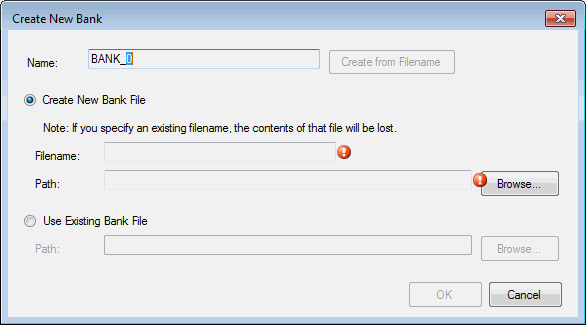 Create New Bank
Name: BANK_D Create from Filename
Create New Bank File
Note: If you specify an existing filename, the contents of that file will be lost.
Filename:
Path: Browse...
Use Existing Bank File
Path: Browse...
OK Cancel